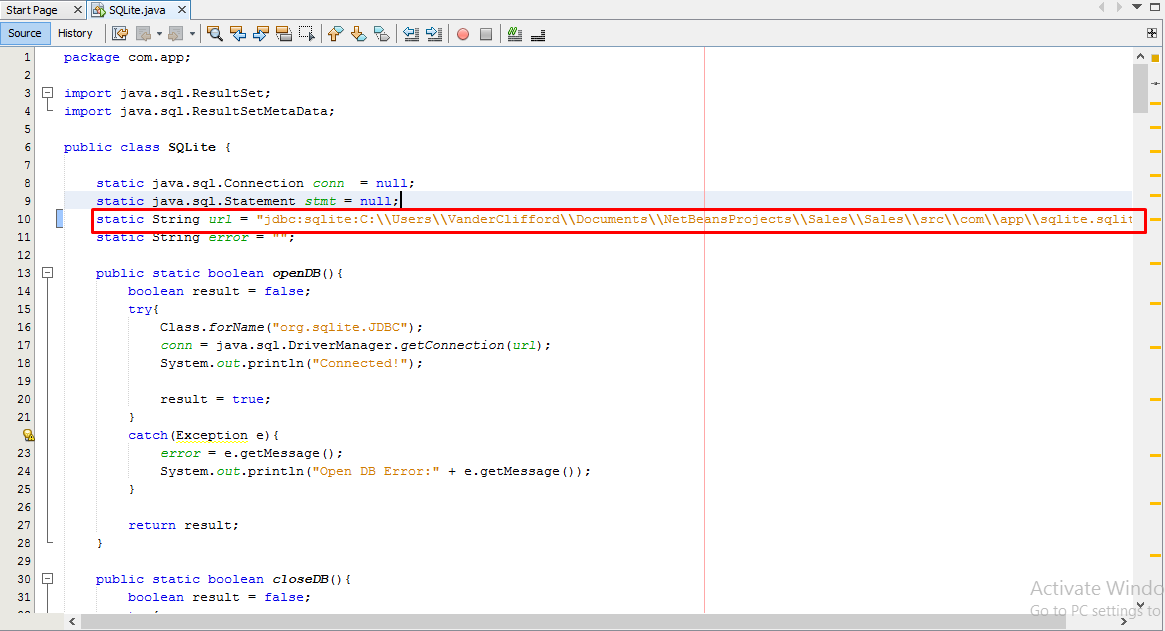 Start Page
SQLite.java
Source
History
1 package com.app;
2
3 import java.sql.ResultSet;
4 import java.sql.ResultSetMetaData;
5
6 public class SQLite {
7
8 static java.sql.Connection conn = null;
9 static java.sql.Statement stmt = null;
10 static String url = "jdbc:sqlite:C:\\Users\\VanderClifford\\Documents\\NetBeansProjects\\Sales\\Sales\\src\\com\\app\\sqlite.sqlit
11 static String error = "";
12
13 public static boolean openDB(){
14 boolean result = false;
15 try{
16 Class.forName("org.sqlite.JDBC");
17 conn = java.sql.DriverManager.getConnection(url);
18 System.out.println("Connected!");
19
20 result = true;
21 }
catch(Exception e){
23 error = e.getMessage();
24 System.out.println("Open DB Error:" + e.getMessage());
25 }
26
27 return result;
28 }
29
30 public static boolean closeDB(){
31 boolean result = false;
Activate Windo
Go to PC settings to